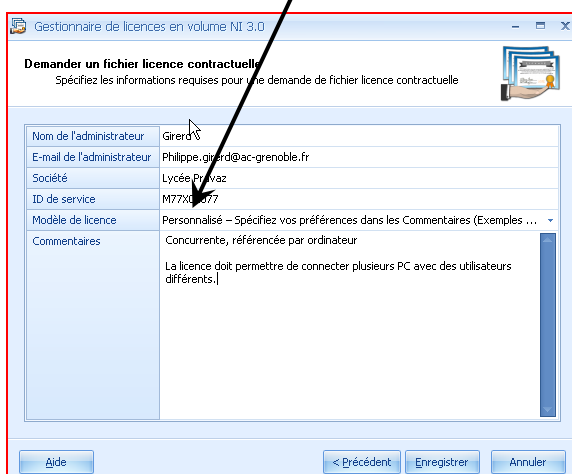 Gestionnaire de licences en volume NI 3.0
Demander un fichier licence contractuelle
Spécifiez les informations requises pour une demande de fichier licence contractuelle
Nom de l'administrateur Girerd
E-mail de l'administrateur Philippe.girerd@ac-grenoble.fr
Société Lycée Pravaz
ID de service
Modèle de licence Personnalisé – Spécifiez vos préférences dans les Commentaires (Exemples ...
Commentaires Concurrente, référencée par ordinateur
La licence doit permettre de connecter plusieurs PC avec des utilisateurs
différents.
Aide < Précédent Enregistrer Annuler